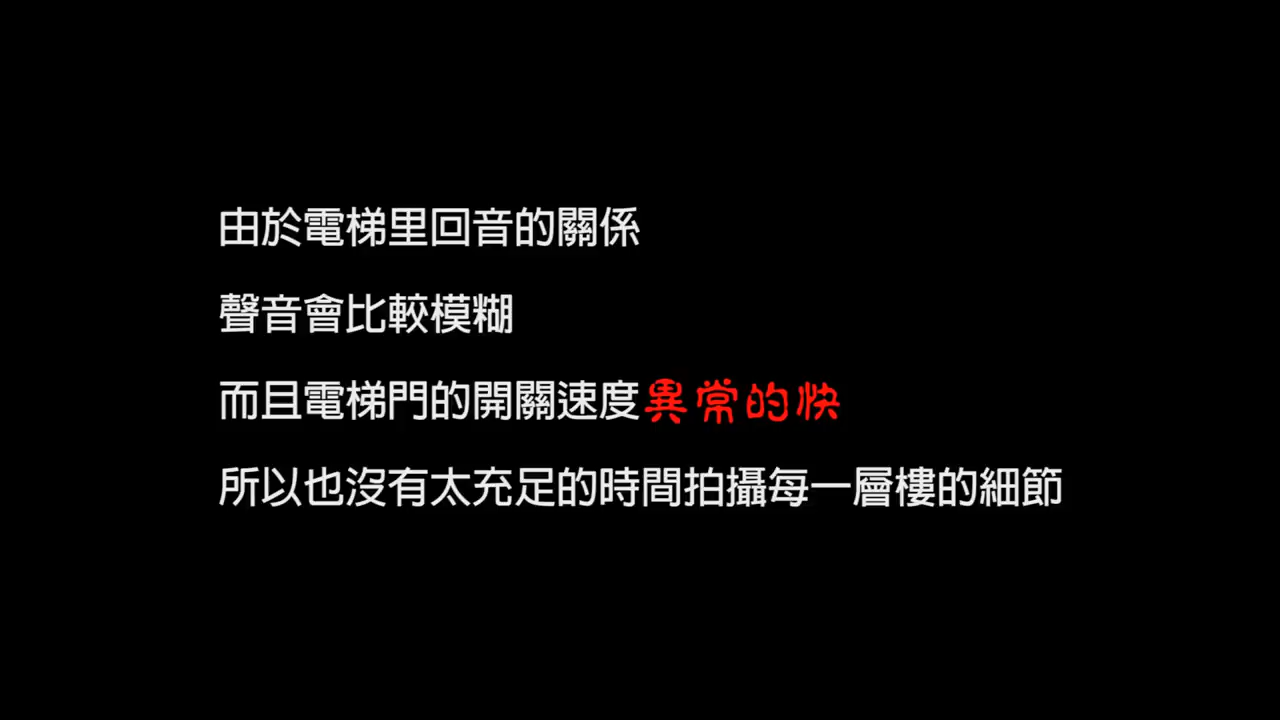 由於電梯里回音的關係
聲音會比較模糊
而且電梯門的開關速度異常的快
所以也沒有太充足的時間拍攝每一層樓的細節